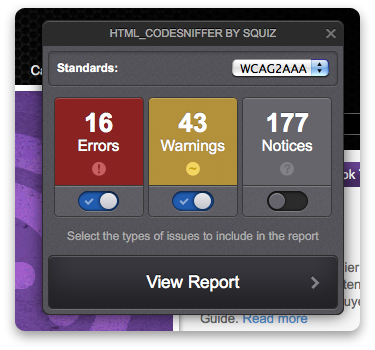 HTML_CODESNIFFER BY SQUIZ
Standards: WCAG2AAA
16 43 177
Errors Warnings Notices
Select the types of issues to include in the report
View Report
Guide. Read more